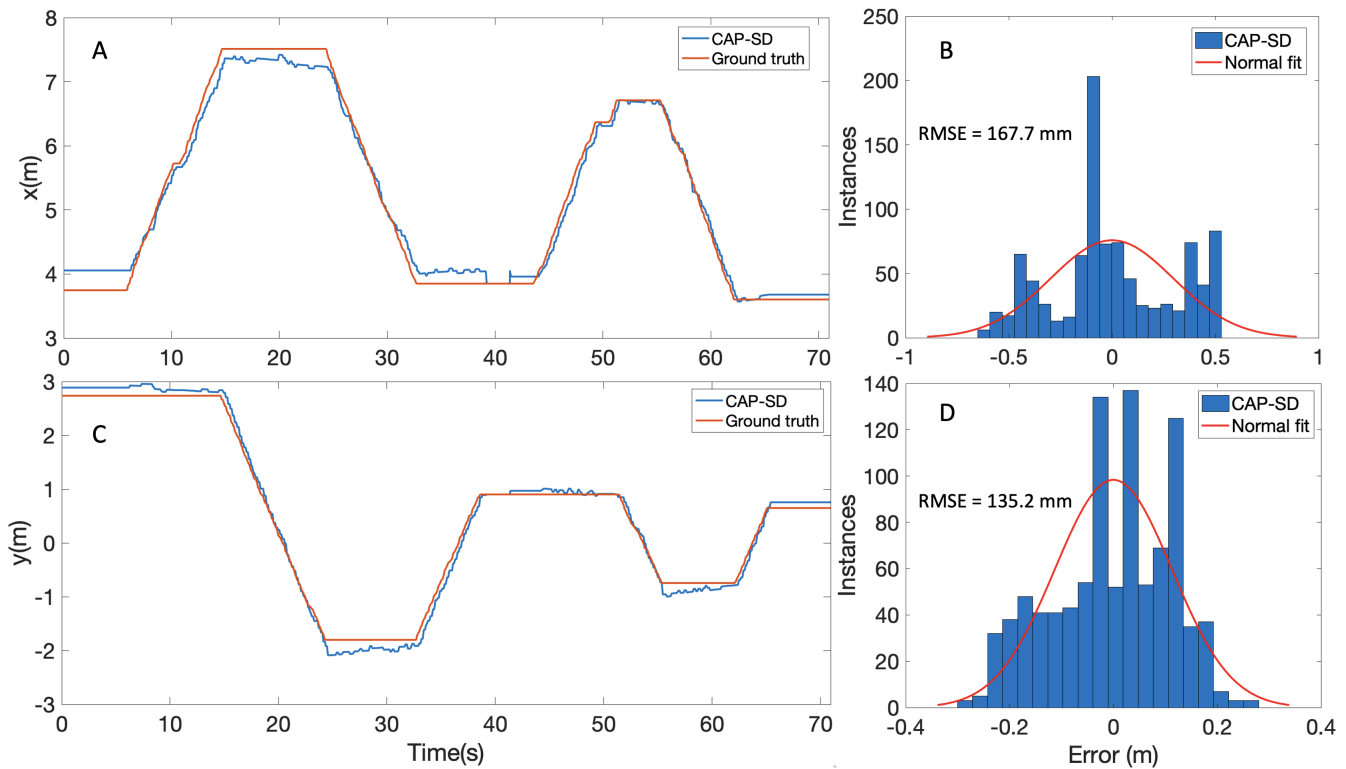 8
7
6
5
4
3
x(m)
A
CAP-SD
Ground truth
0 10 20 30 40 50 60 70
250
200
150
100
50
0
Instances
B
CAP-SD
Normal fit
RMSE = 167.7 mm
-1 -0.5 0 0.5 1
3
2
1
0
-1
-2
-3
y(m)
C
CAP-SD
Ground truth
0 10 20 30 40 50 60 70
Time(s)
140
120
100
80
60
40
20
0
Instances
D
CAP-SD
Normal fit
RMSE = 135.2 mm
-0.4 -0.2 0 0.2 0.4
Error (m)